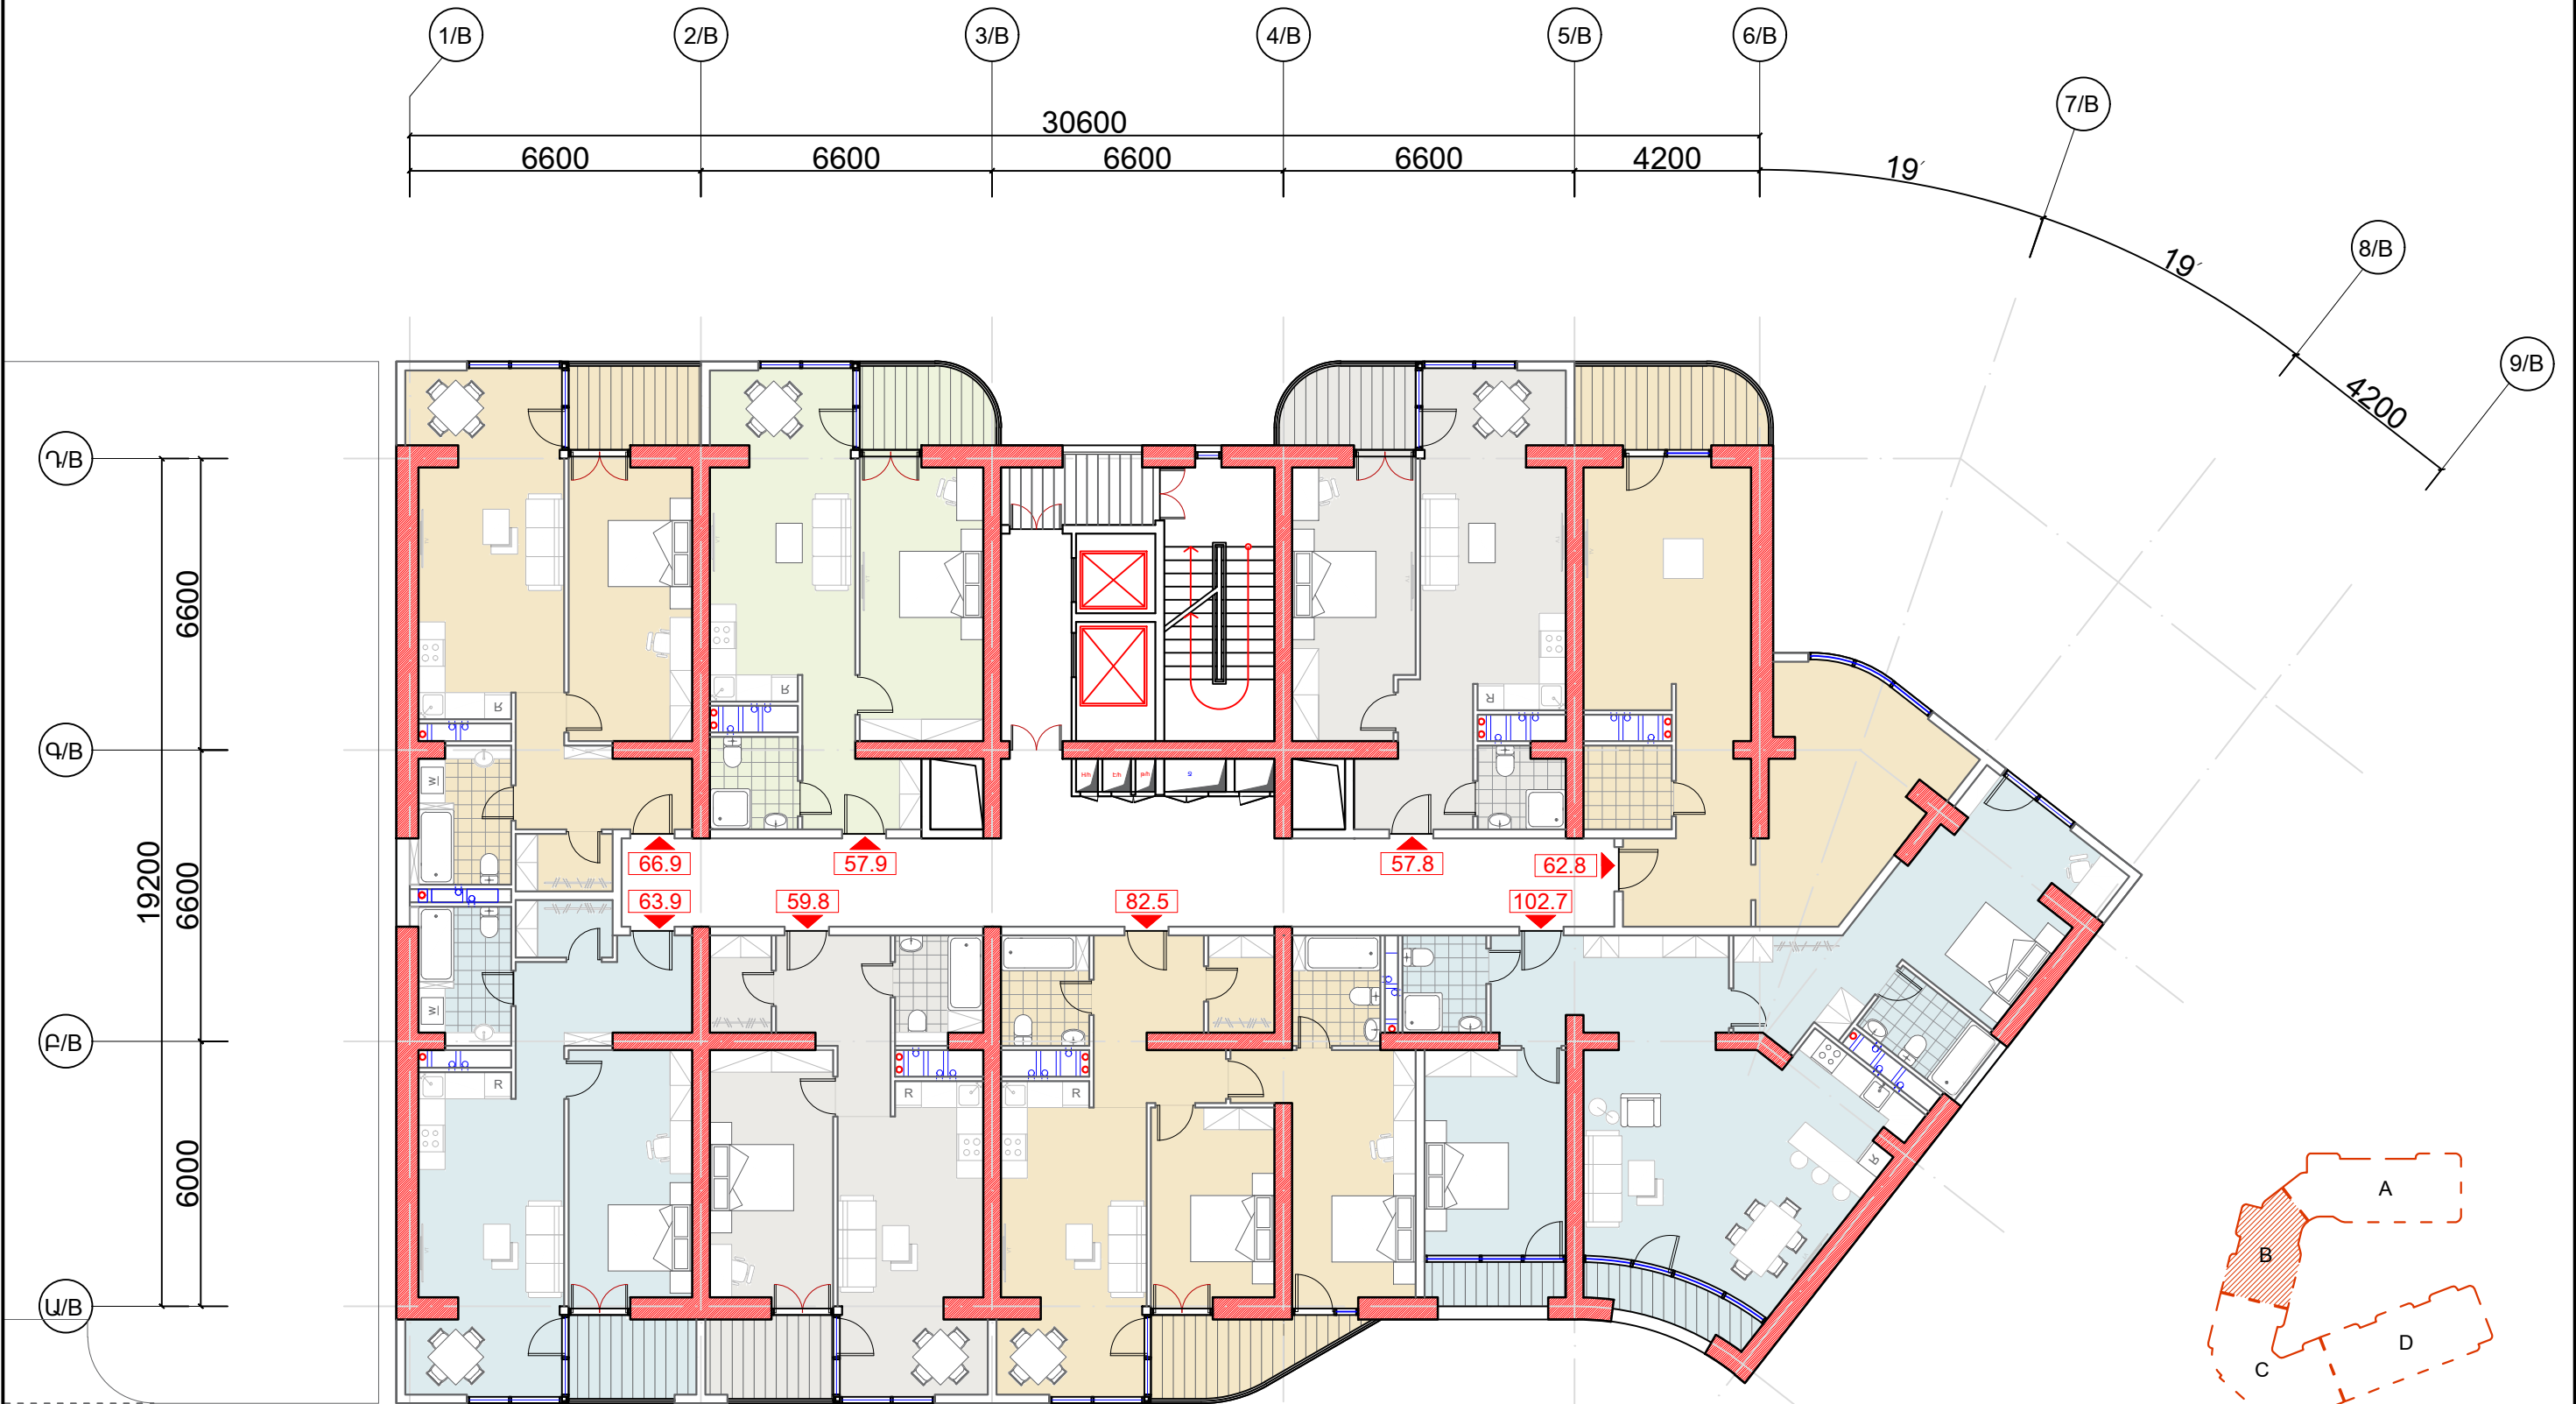 1/B
2/B
3/B
4/B
5/B
6/B
7/B
8/B
9/B
30600
6600
6600
6600
6600
4200
19′
19′
4200
Դ/B
Գ/B
Բ/B
Ա/B
19200
6600
6600
6000
R
R
R
W
66.9
57.9
57.8
62.8
63.9
59.8
82.5
102.7
W
R
R
R
R
A
B
C
D